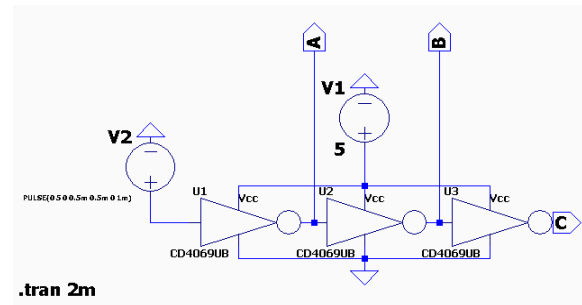 A
B
V1
V2
5
PULSE(0 5 0 0.5m 0.5m 0 1m)
U1
U2
U3
Vcc
Vcc
Vcc
C
CD4069UB
CD4069UB
CD4069UB
.tran 2m